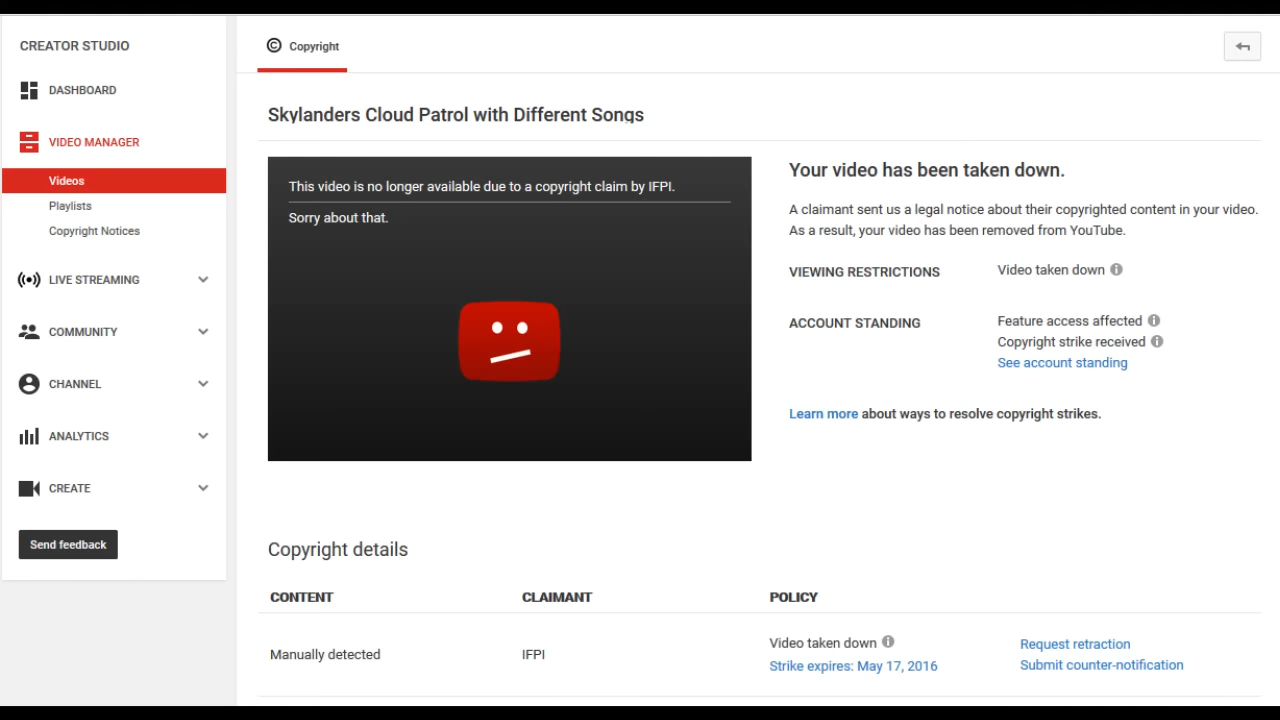 CREATOR STUDIO
DASHBOARD
VIDEO MANAGER
Videos
Playlists
Copyright Notices
LIVE STREAMING
COMMUNITY
CHANNEL
ANALYTICS
CREATE
Send feedback
© Copyright
Skylanders Cloud Patrol with Different Songs
This video is no longer available due to a copyright claim by IFPI.
Sorry about that.
Your video has been taken down.
A claimant sent us a legal notice about their copyrighted content in your video.
As a result, your video has been removed from YouTube.
VIEWING RESTRICTIONS Video taken down
ACCOUNT STANDING Feature access affected
Copyright strike received
See account standing
Learn more about ways to resolve copyright strikes.
Copyright details
CONTENT CLAIMANT POLICY
Manually detected IFPI Video taken down Request retraction
Strike expires: May 17, 2016 Submit counter-notification